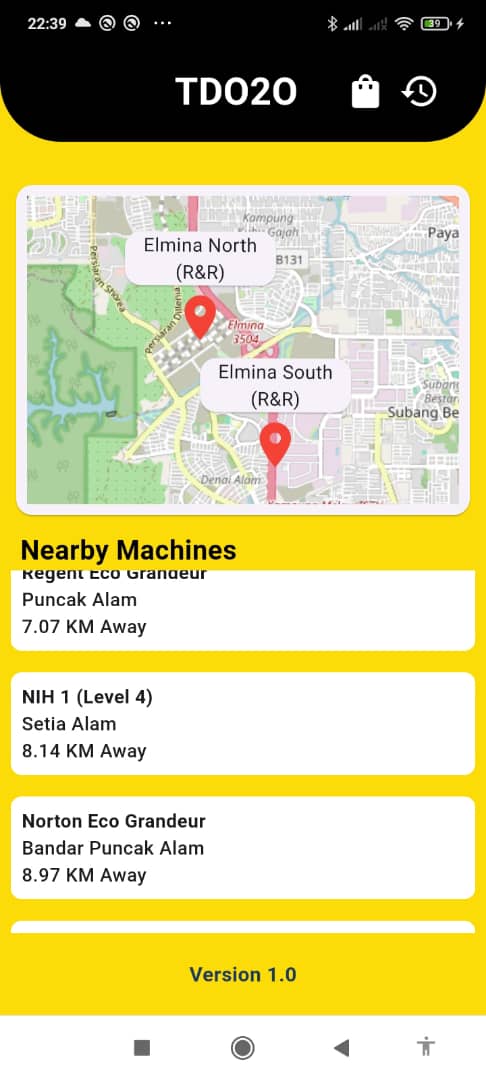 22:39
39
TDO2O
Kampung
Gajah
Paya
B131
Elmina North
(R&R)
Persiaran Shorea
Persiaran Dillenia
Elmina
3504
Elmina South
(R&R)
Subang
Bestari
Subang Be
Denai Alam
Nearby Machines
Regent Eco Grandeur
Puncak Alam
7.07 KM Away
NIH 1 (Level 4)
Setia Alam
8.14 KM Away
Norton Eco Grandeur
Bandar Puncak Alam
8.97 KM Away
Version 1.0